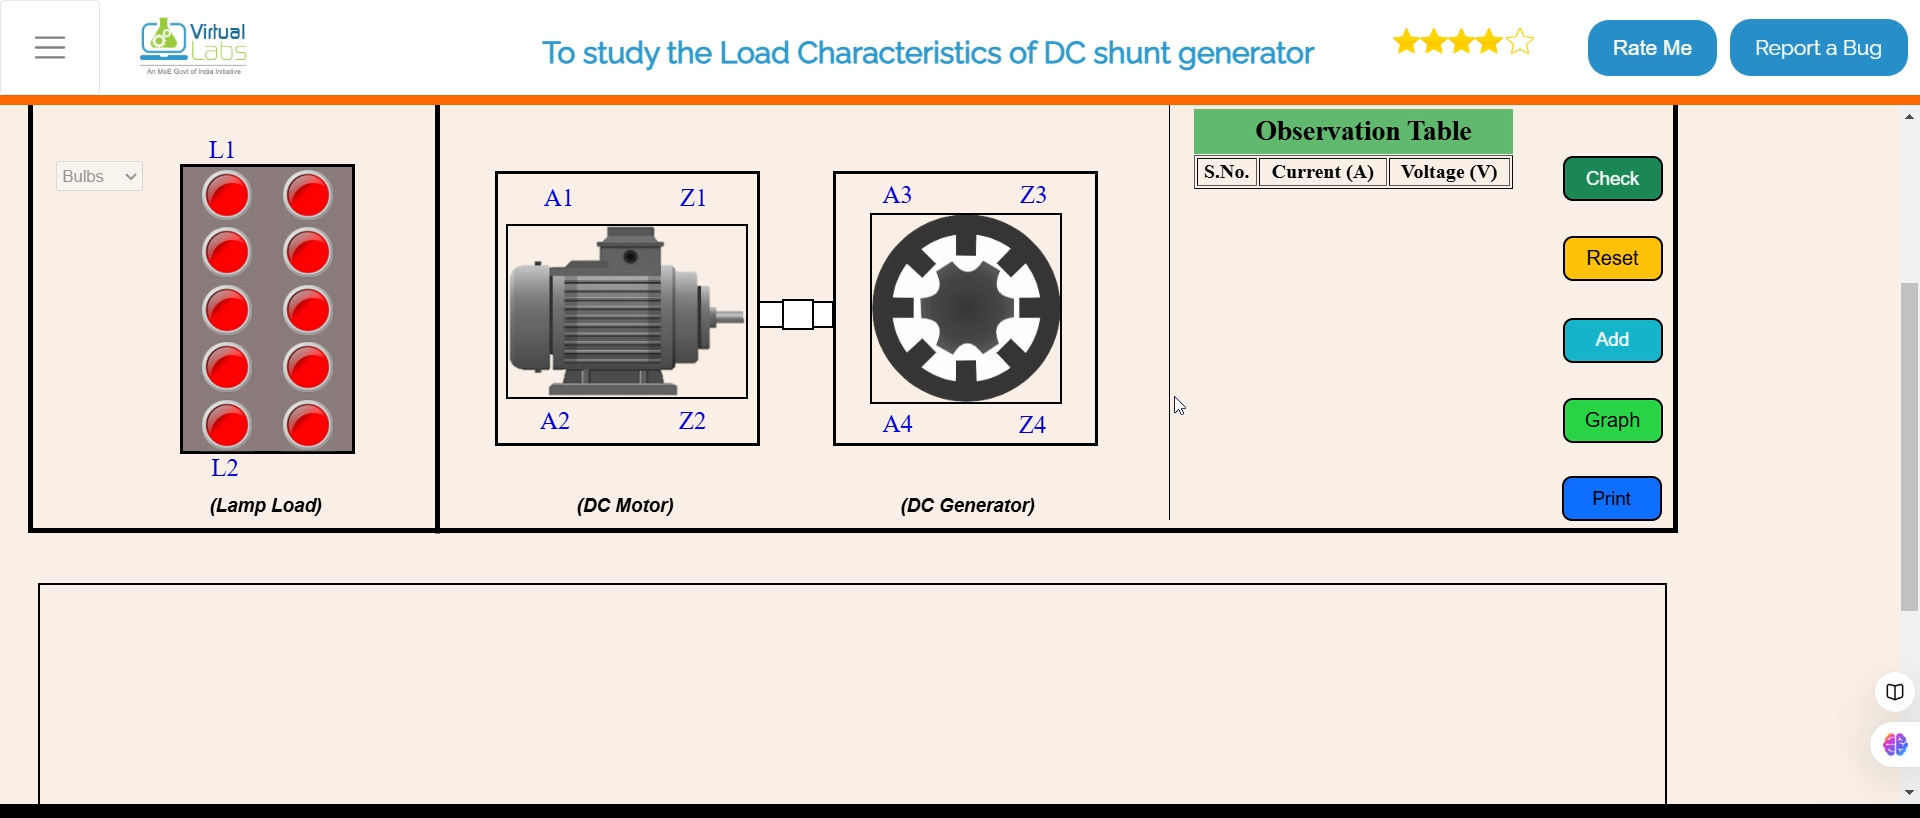 Virtual
Labs
An MoE Govt of India Initiative
To study the Load Characteristics of DC shunt generator
Rate Me
Report a Bug
Bulbs
L1
L2
(Lamp Load)
A1 Z1
A2 Z2
(DC Motor)
A3 Z3
A4 Z4
(DC Generator)
Observation Table
S.No. Current (A) Voltage (V)
Check
Reset
Add
Graph
Print